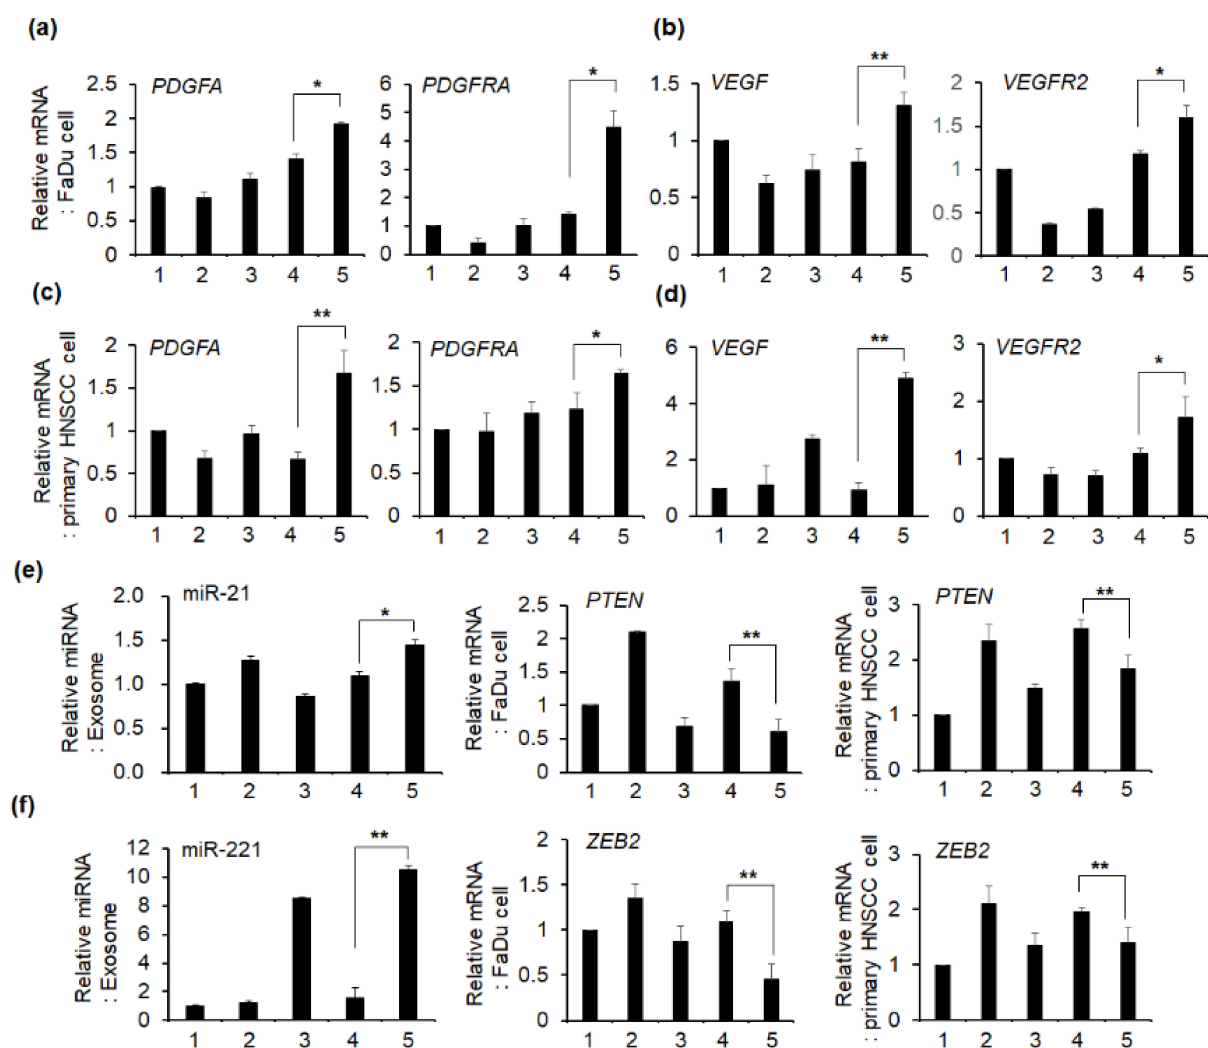 (a)
Relative mRNA
: FaDu cell
PDGFA
2.5
2
1.5
1
0.5
0
*
1 2 3 4 5
PDGFRA
6
5
4
2
1
0
*
1 2 3 4 5
(b)
VEGF
1.5
1
0.5
0
**
1 2 3 4 5
VEGFR2
2
1.5
1
0.5
0
*
1 2 3 4 5
(c)
Relative mRNA
: primary HNSCC cell
PDGFA
2
1.5
1
0.5
0
**
1 2 3 4 5
PDGFRA
2
1.5
1
0.5
0
*
1 2 3 4 5
(d)
VEGF
6
4
2
0
**
1 2 3 4 5
VEGFR2
3
2
1
0
*
1 2 3 4 5
(e)
Relative miRNA
: Exosome
miR-21
2.0
1.5
1.0
0.5
0.0
*
1 2 3 4 5
Relative mRNA
: FaDu cell
PTEN
2.5
2
1.5
1
0.5
0
**
1 2 3 4 5
Relative mRNA
: primary HNSCC cell
PTEN
3
2
1
0
**
1 2 3 4 5
(f)
Relative miRNA
: Exosome
miR-221
12
10
8
6
4
2
0
**
1 2 3 4 5
Relative mRNA
: FaDu cell
ZEB2
2
1.5
1
0.5
0
**
1 2 3 4 5
Relative mRNA
: primary HNSCC cell
ZEB2
3
2
1
0
**
1 2 3 4 5